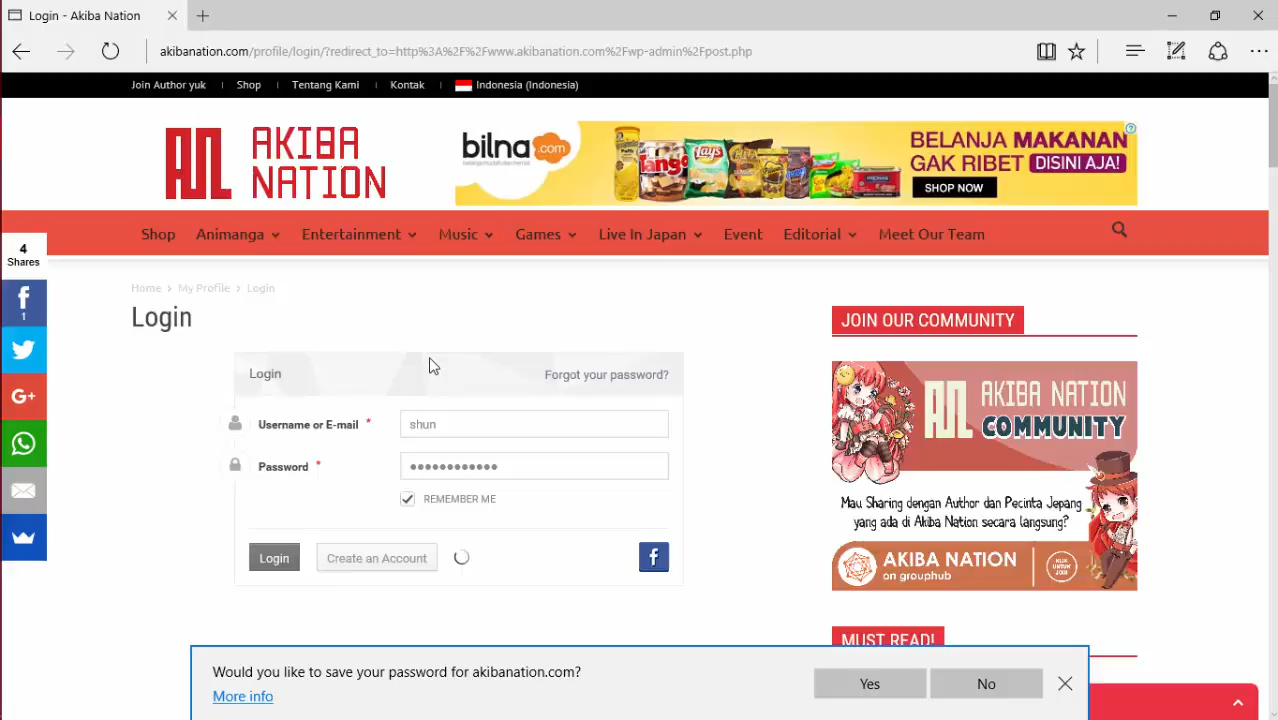 Login - Akiba Nation
akibanation.com/profile/login/?redirect_to=http%3A%2F%2Fwww.akibanation.com%2Fwp-admin%2Fpost.php
Join Author yuk
Shop
Tentang Kami
Kontak
Indonesia (Indonesia)
AKIBA
NATION
bilna.com
Tango
Lay's
BELANJA MAKANAN
GAK RIBET DISINI AJA!
SHOP NOW
Shop
Animanga
Entertainment
Music
Games
Live In Japan
Event
Editorial
Meet Our Team
4
Shares
1
G+
Home > My Profile > Login
Login
Login
Forgot your password?
Username or E-mail *
shun
Password *
REMEMBER ME
Login
Create an Account
JOIN OUR COMMUNITY
AKIBA NATION
COMMUNITY
Mau Sharing dengan Author dan Pecinta Jepang
yang ada di Akiba Nation secara langsung?
AKIBA NATION
on grouphub
MUST READ!
Would you like to save your password for akibanation.com?
More info
Yes
No